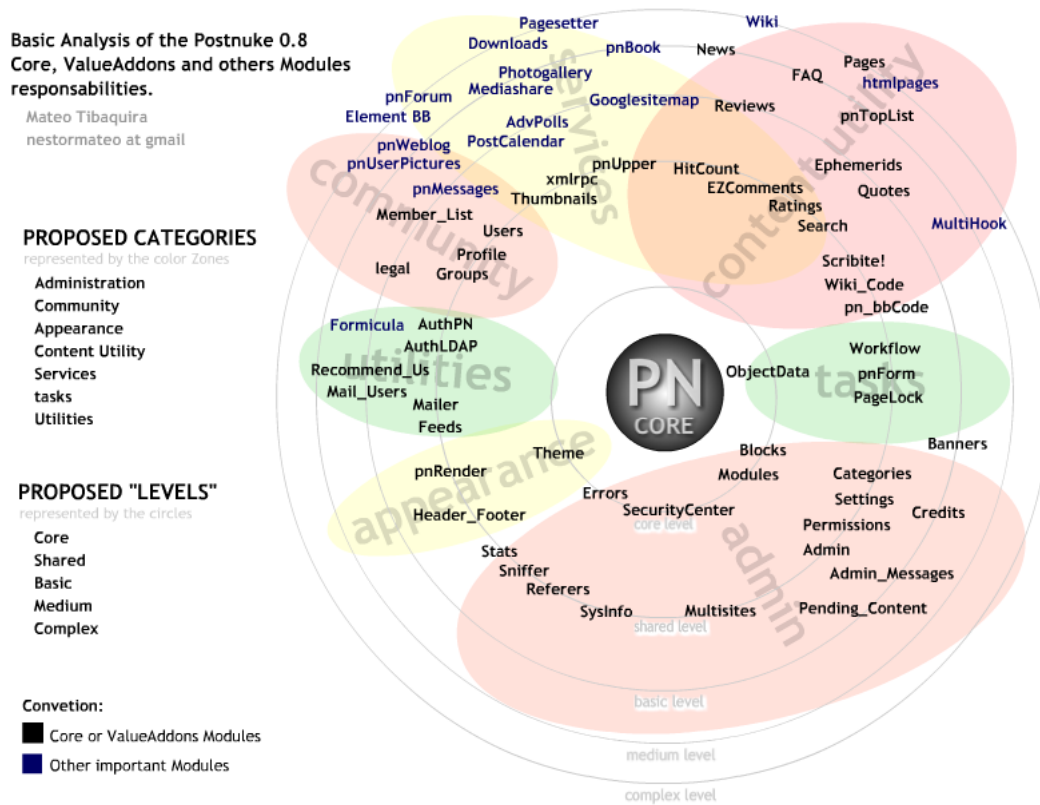 Basic Analysis of the Postnuke 0.8
Core, ValueAddons and others Modules
responsabilities.
Mateo Tibaquira
nestormateo at gmail
PROPOSED CATEGORIES
represented by the color Zones
Administration
Community
Appearance
Content Utility
Services
tasks
Utilities
PROPOSED "LEVELS"
represented by the circles
Core
Shared
Basic
Medium
Complex
Convetion:
Core or ValueAddons Modules
Other important Modules
services
Pagesetter
Downloads
pnBook
Photogallery
Mediashare
Googlesitemap
AdvPolls
PostCalendar
pnUpper
xmlrpc
Thumbnails
pnForum
Element BB
pnWeblog
pnUserPictures
pnMessages
community
Member_List
Users
Profile
legal
Groups
content utility
Wiki
News
FAQ
Pages
htmlpages
Reviews
pnTopList
HitCount
EZComments
Ratings
Search
Ephemerids
Quotes
MultiHook
Scribite!
Wiki_Code
pn_bbCode
utilities
Formicula
AuthPN
AuthLDAP
Recommend_Us
Mail_Users
Mailer
Feeds
PN
CORE
tasks
ObjectData
Workflow
pnForm
PageLock
appearance
Theme
pnRender
Header_Footer
admin
Banners
Blocks
Modules
Categories
Settings
Credits
Errors
SecurityCenter
Permissions
Admin
Admin_Messages
Stats
Sniffer
Referers
SysInfo
Multisites
Pending_Content
core level
shared level
basic level
medium level
complex level